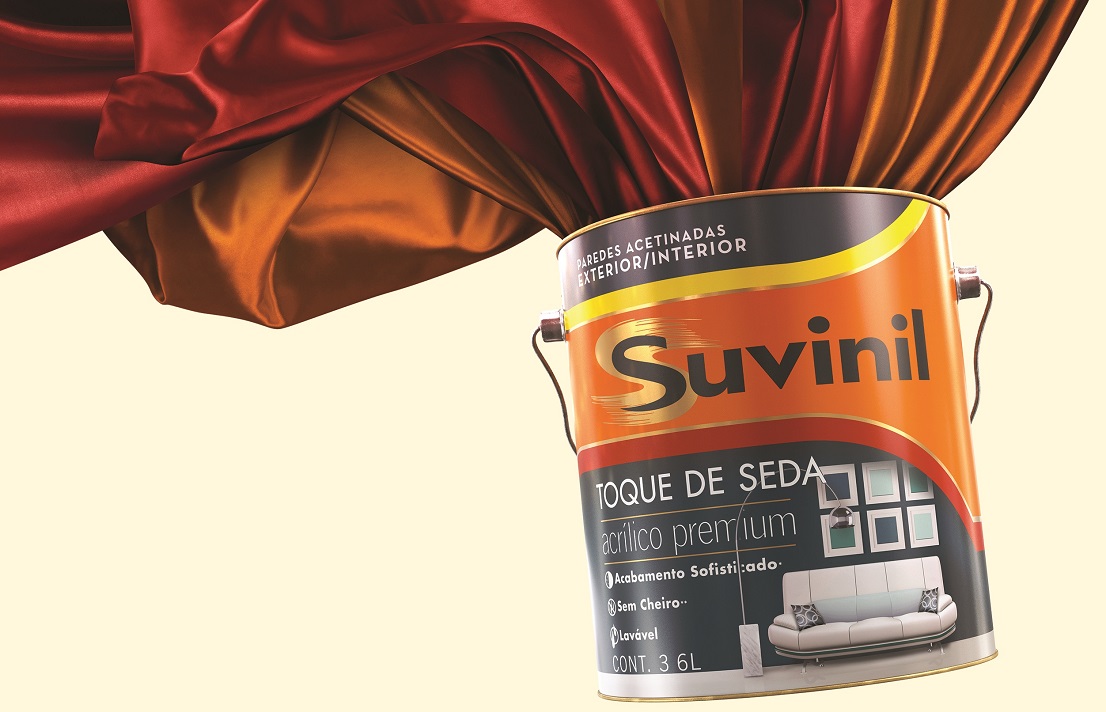 PAREDES ACETINADAS
EXTERIOR/INTERIOR
Suvinil
TOQUE DE SEDA
acrílico premium
Acabamento Sofisticado·
Sem Cheiro··
Lavável
CONT. 3 6L